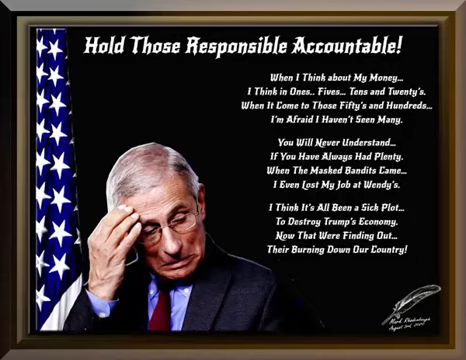 Hold Those Responsible Accountable!
When I Think about My Money...
I Think in Ones.. Fives... Tens and Twenty's.
When It Come to Those Fifty's and Hundreds...
I'm Afraid I Haven't Seen Many.
You Will Never Understand...
If You Have Always Had Plenty.
When The Masked Bandits Came...
I Even Lost My Job at Wendy's.
I Think It's All Been a Sick Plot...
To Destroy Trump's Economy.
Now That Were Finding Out...
Their Burning Down Our Country!
Mark
August